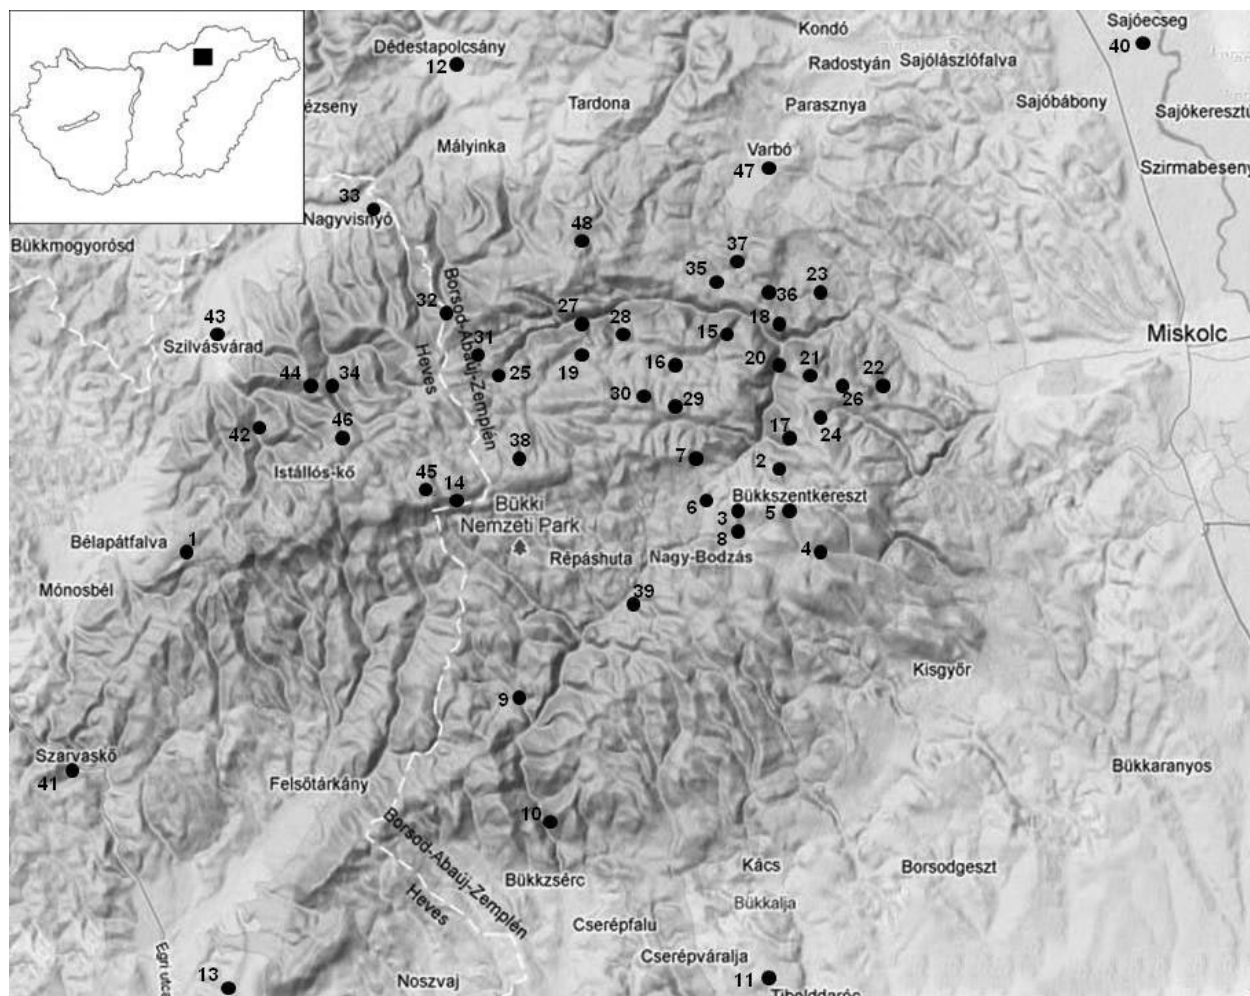 Kondó
Sajóecseg
40
Dédestapolcsány
12
Radostyán
Sajólászlófalva
Tardona
Parasznya
Sajóbábony
Mályinka
Varbó
47
33
Nagyvisnyó
Bükkmogyorósd
48
37
35
23
36
32
Borsod-Abaúj-Zemplén
Heves
27
28
18
15
43
Szilvásvárad
31
Miskolc
44
34
25
19
16
20
21
22
30
29
26
24
42
46
38
17
7
2
Istállós-kő
45
14
Bükki
Nemzeti Park
6
Bükkszentkereszt
3
5
8
Bélapátfalva
1
Répáshuta
Nagy-Bodzás
4
Mónosbél
39
Kisgyőr
9
Szarvaskő
41
Felsőtárkány
Bükkaranyos
10
Borsod-Abaúj-Zemplén
Heves
Kács
Borsodgeszt
Bükkzsérc
Bükkalja
Cserépfalu
Cserépváralja
13
Noszvaj
11